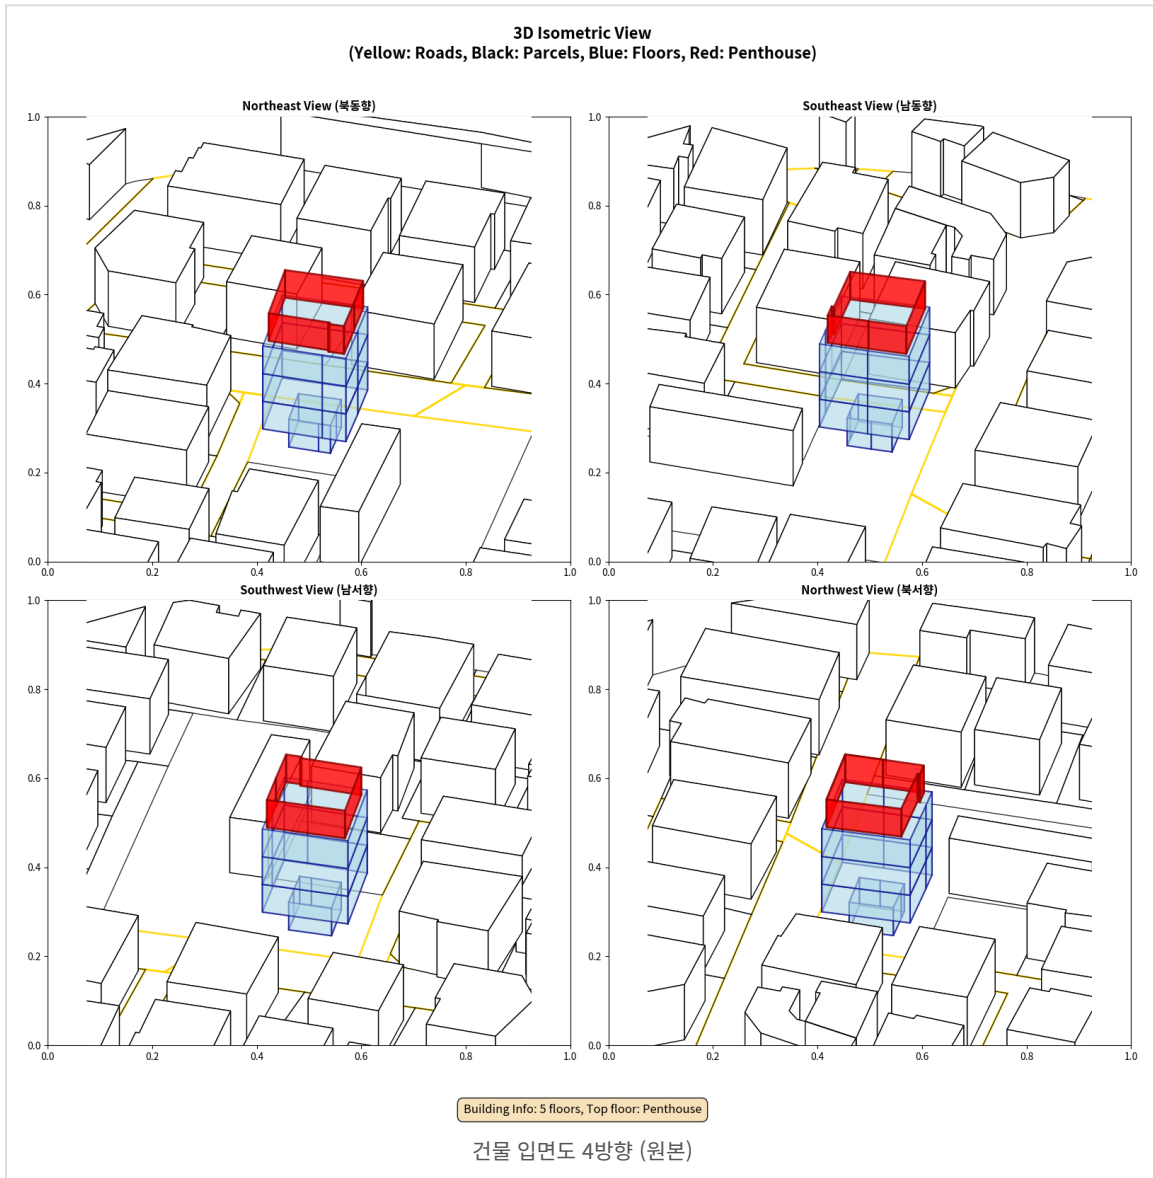 3D Isometric View
(Yellow: Roads, Black: Parcels, Blue: Floors, Red: Penthouse)
Northeast View (북동향)
1.0
0.8
0.6
0.4
0.2
0.0
0.0 0.2 0.4 0.6 0.8 1.0
Southeast View (남동향)
1.0
0.8
0.6
0.4
0.2
0.0
0.0 0.2 0.4 0.6 0.8 1.0
Southwest View (남서향)
1.0
0.8
0.6
0.4
0.2
0.0
0.0 0.2 0.4 0.6 0.8 1.0
Northwest View (북서향)
1.0
0.8
0.6
0.4
0.2
0.0
0.0 0.2 0.4 0.6 0.8 1.0
Building Info: 5 floors, Top floor: Penthouse
건물 입면도 4방향 (원본)